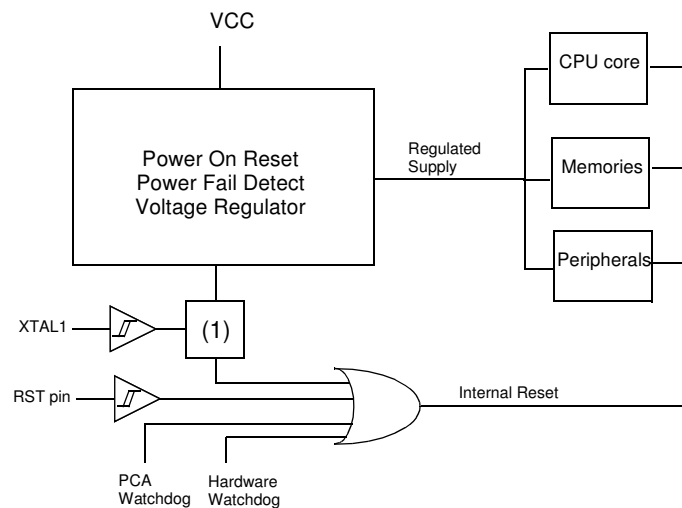 VCC
CPU core
Power On Reset
Power Fail Detect
Voltage Regulator
Regulated
Supply
Memories
Peripherals
XTAL1
(1)
RST pin
Internal Reset
PCA
Watchdog
Hardware
Watchdog